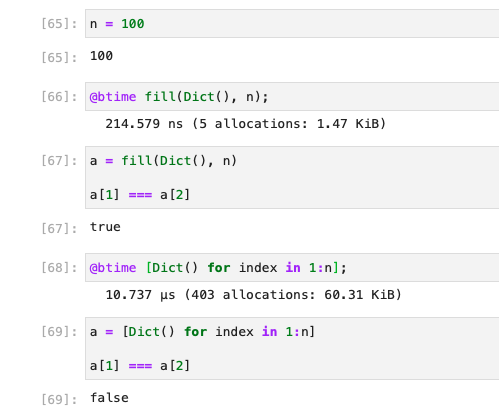 [65]: n = 100
[65]: 100
[66]: @btime fill(Dict(), n);
214.579 ns (5 allocations: 1.47 KiB)
[67]: a = fill(Dict(), n)
a[1] === a[2]
[67]: true
[68]: @btime [Dict() for index in 1:n];
10.737 μs (403 allocations: 60.31 KiB)
[69]: a = [Dict() for index in 1:n]
a[1] === a[2]
[69]: false